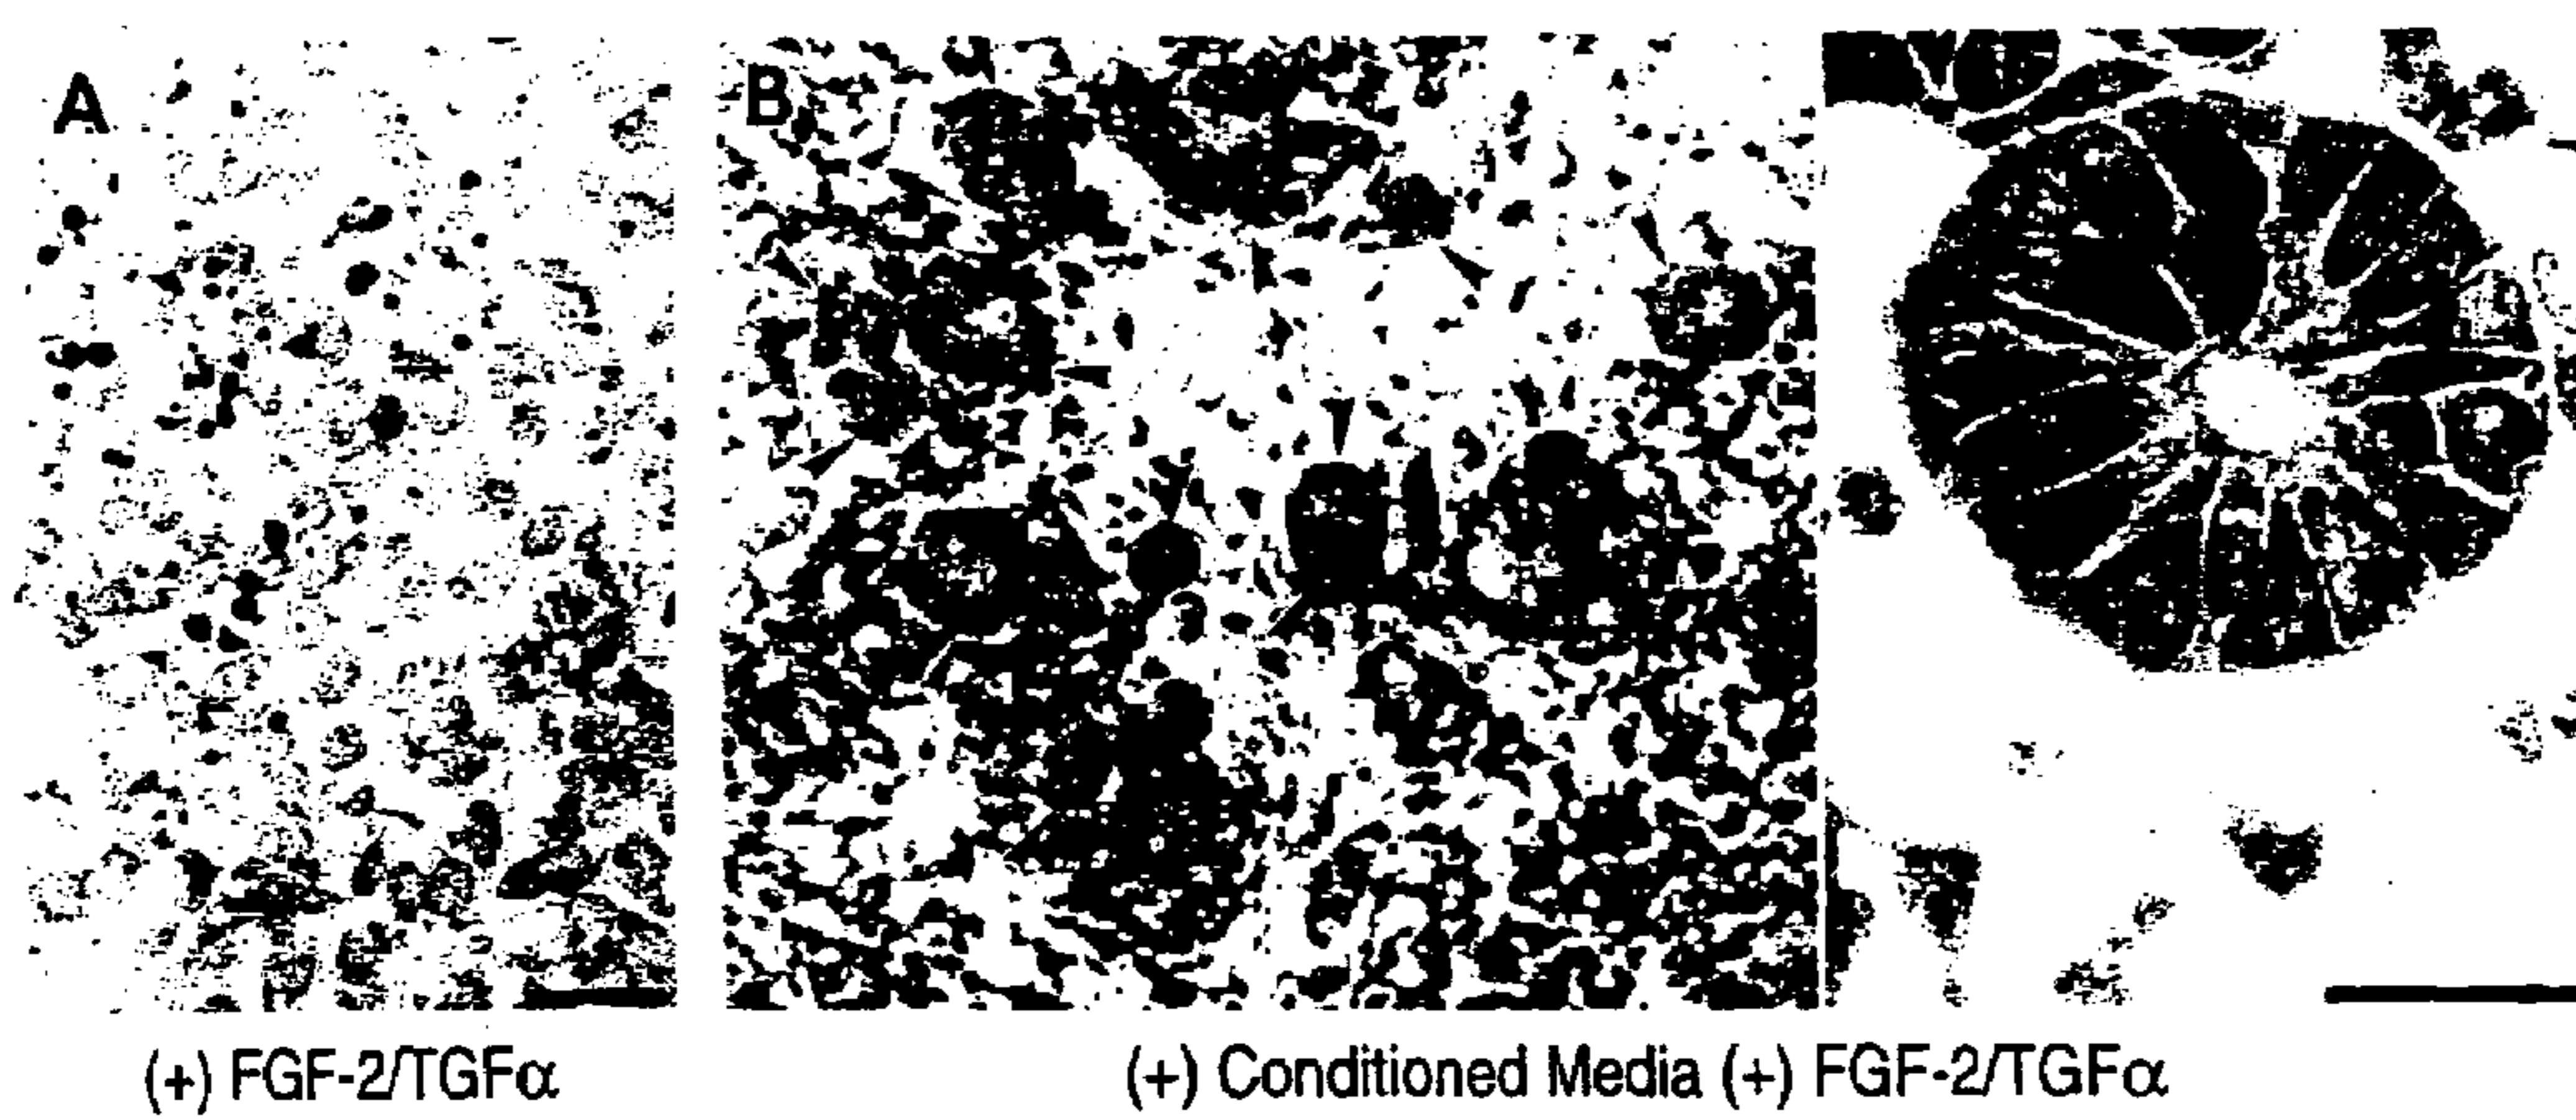 A
B
(+) FGF-2/TGFα
(+) Conditioned Media (+) FGF-2/TGFα